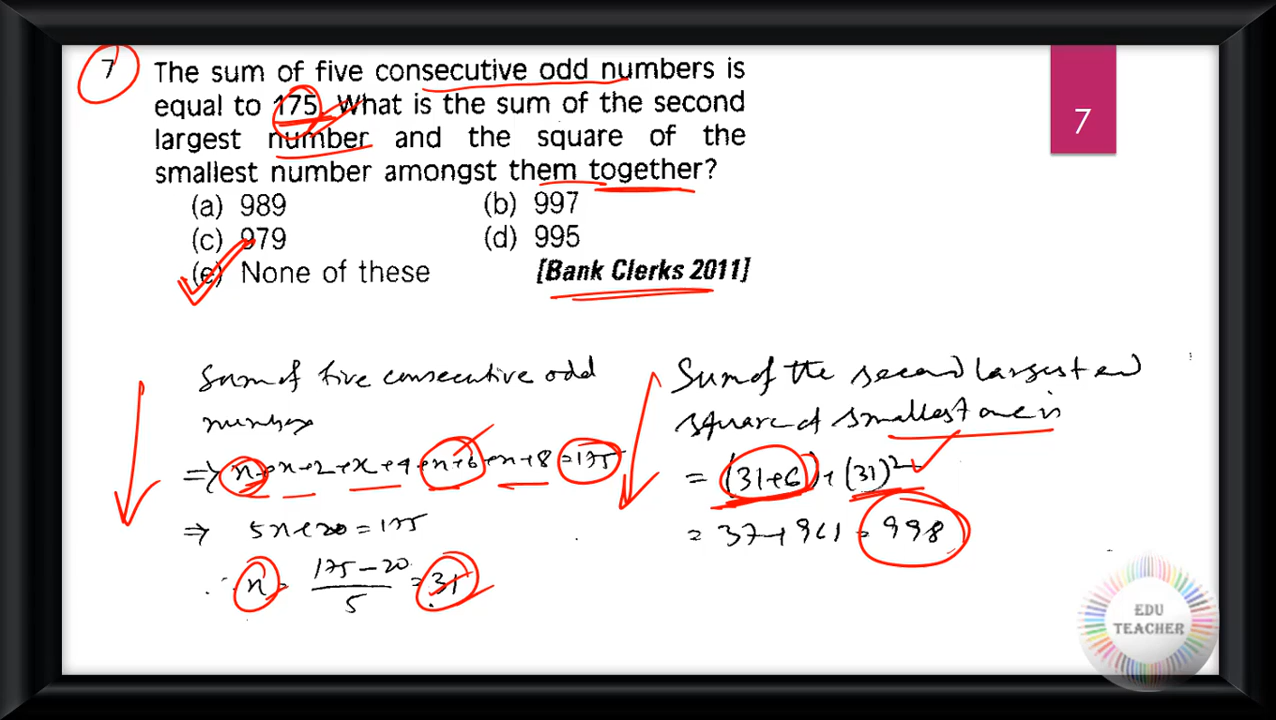 7
The sum of five consecutive odd numbers is
equal to 175. What is the sum of the second
largest number and the square of the
smallest number amongst them together?
(a) 989 (b) 997
(c) 979 (d) 995
(e) None of these [Bank Clerks 2011]
7
Sum of five consecutive odd
numbers
=> x+x+2+x+4+x+6+x+8=175
=> 5x+20=175
∴ x = 175-20/5 = 31
Sum of the second largest and
square of smallest one is
= (31+6)+(31)²
= 37+961 = 998
EDU
TEACHER